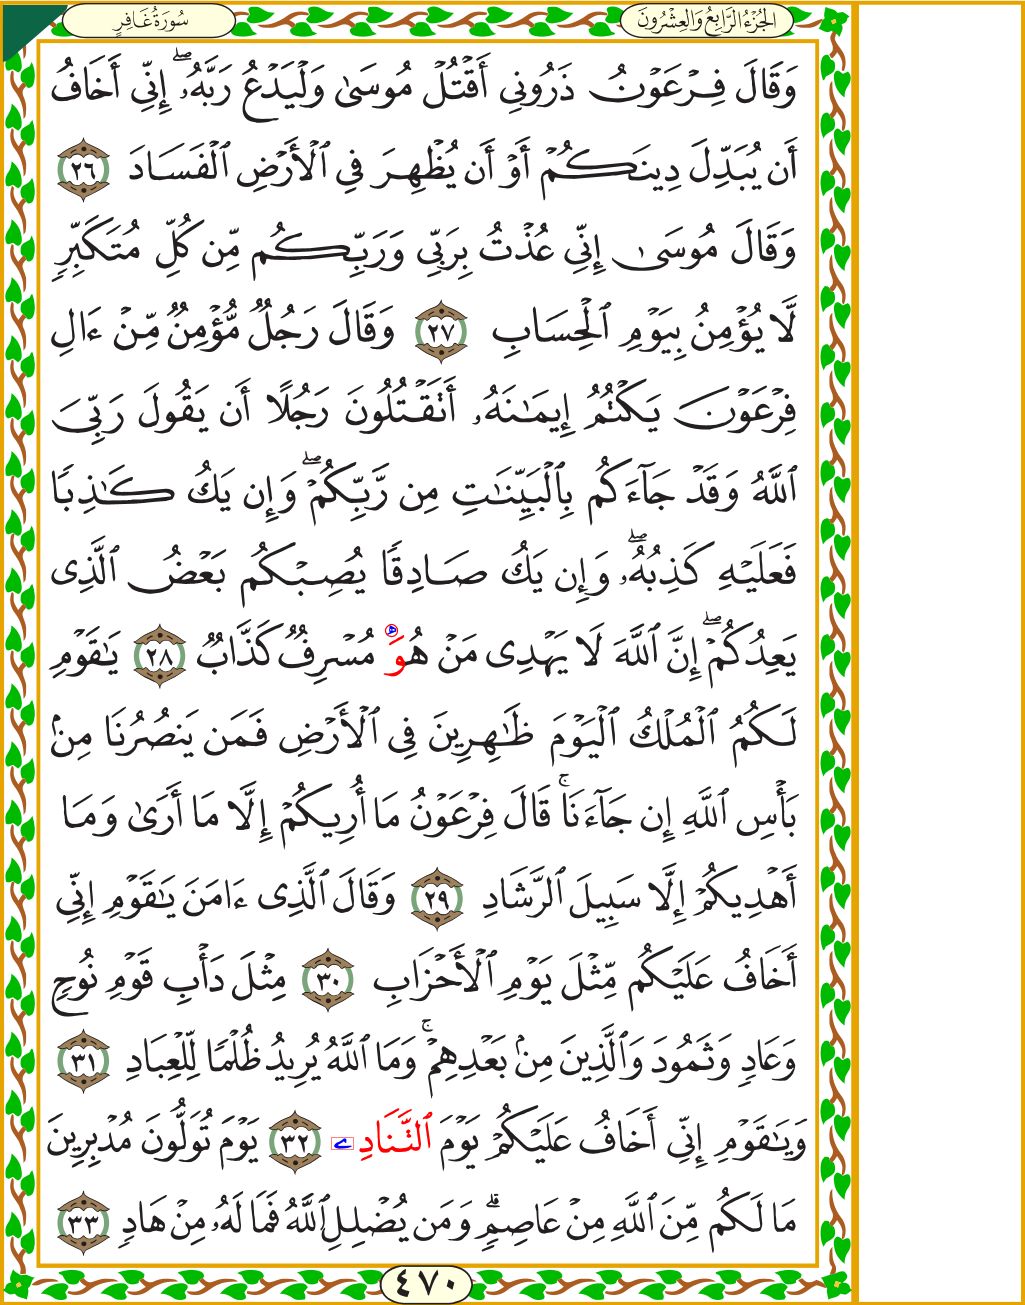 سُورَةُ غَافِرٍ الجُزْءُ الرَّابِعُ وَالعِشْرُونَ
وَقَالَ فِرْعَوْنُ ذَرُونِي أَقْتُلْ مُوسَىٰ وَلْيَدْعُ رَبَّهُۥٓۖ إِنِّي أَخَافُ
أَن يُبَدِّلَ دِينَكُمْ أَوْ أَن يُظْهِرَ فِي ٱلْأَرْضِ ٱلْفَسَادَ ٢٦
وَقَالَ مُوسَىٰ إِنِّي عُذْتُ بِرَبِّي وَرَبِّكُم مِّن كُلِّ مُتَكَبِّرٍ
لَّا يُؤْمِنُ بِيَوْمِ ٱلْحِسَابِ ٢٧ وَقَالَ رَجُلٌ مُّؤْمِنٌ مِّنْ ءَالِ
فِرْعَوْنَ يَكْتُمُ إِيمَٰنَهُۥ أَتَقْتُلُونَ رَجُلًا أَن يَقُولَ رَبِّيَ
ٱللَّهُ وَقَدْ جَآءَكُم بِٱلْبَيِّنَٰتِ مِن رَّبِّكُمْۖ وَإِن يَكُ كَٰذِبًا
فَعَلَيْهِ كَذِبُهُۥۖ وَإِن يَكُ صَادِقًا يُصِبْكُم بَعْضُ ٱلَّذِى
يَعِدُكُمْۖ إِنَّ ٱللَّهَ لَا يَهْدِى مَنْ هُوَ مُسْرِفٌ كَذَّابٌ ٢٨ يَٰقَوْمِ
لَكُمُ ٱلْمُلْكُ ٱلْيَوْمَ ظَٰهِرِينَ فِي ٱلْأَرْضِ فَمَن يَنصُرُنَا مِنۢ
بَأْسِ ٱللَّهِ إِن جَآءَنَاۚ قَالَ فِرْعَوْنُ مَا أُرِيكُمْ إِلَّا مَا أَرَىٰ وَمَا
أَهْدِيكُمْ إِلَّا سَبِيلَ ٱلرَّشَادِ ٢٩ وَقَالَ ٱلَّذِى ءَامَنَ يَٰقَوْمِ إِنِّي
أَخَافُ عَلَيْكُم مِّثْلَ يَوْمِ ٱلْأَحْزَابِ ٣٠ مِثْلَ دَأْبِ قَوْمِ نُوحٍ
وَعَادٍ وَثَمُودَ وَٱلَّذِينَ مِنۢ بَعْدِهِمْۚ وَمَا ٱللَّهُ يُرِيدُ ظُلْمًا لِّلْعِبَادِ ٣١
وَيَٰقَوْمِ إِنِّي أَخَافُ عَلَيْكُمْ يَوْمَ ٱلتَّنَادِۦ ٣٢ يَوْمَ تُوَلُّونَ مُدْبِرِينَ
مَا لَكُم مِّنَ ٱللَّهِ مِنْ عَاصِمٍۗ وَمَن يُضْلِلِ ٱللَّهُ فَمَا لَهُۥ مِنْ هَادٍ ٣٣
٤٧٠